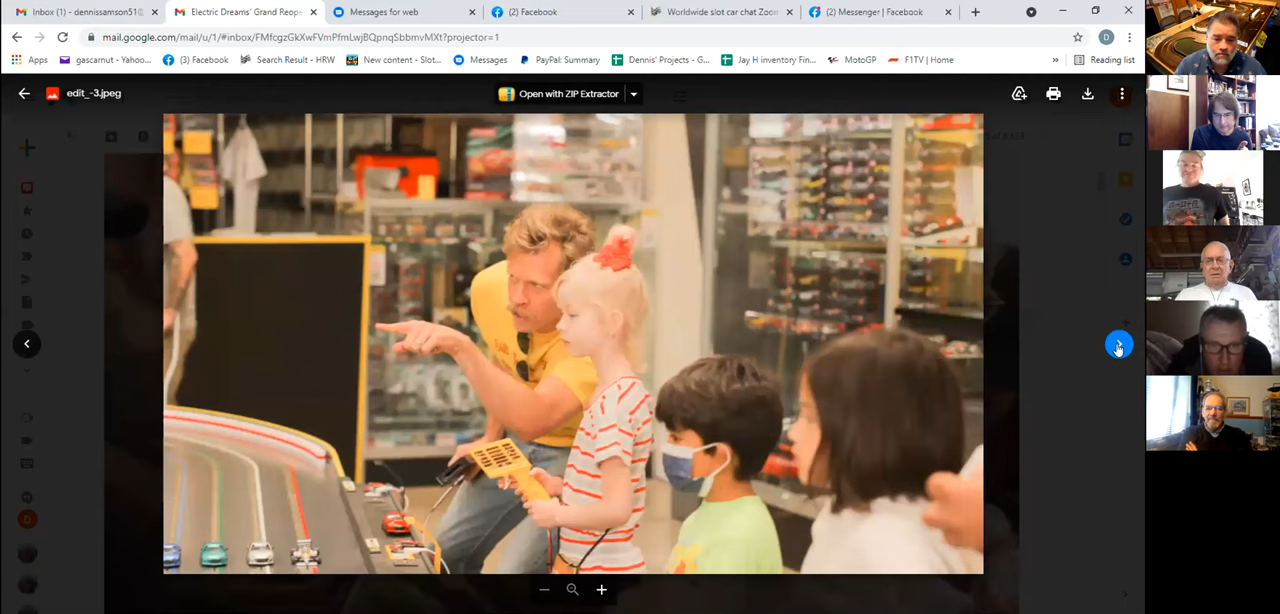 Inbox (1) - dennissamson51@
Electric Dreams' Grand Reope
Messages for web
(2) Facebook
Worldwide slot car chat Zoom
(2) Messenger | Facebook
mail.google.com/mail/u/1/#inbox/FMfcgzGkXwFVmPfmLwjBQpnqSbbmvMXt?projector=1
D
Apps
gascarnut - Yahoo...
(3) Facebook
Search Result - HRW
New content - Slot...
Messages
PayPal: Summary
Dennis' Projects - G...
Jay H inventory Fin...
MotoGP
F1TV | Home
Reading list
edit_-3.jpeg
Open with ZIP Extractor